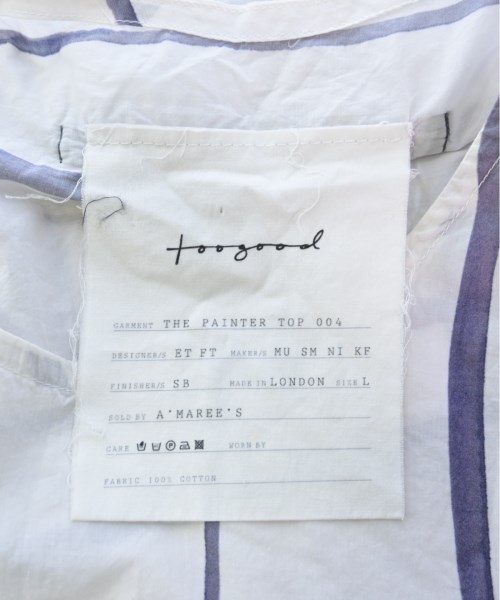 toogood
GARMENT THE PAINTER TOP 004
DESIGNER/S ET FT MAKER/S MU SM NI KF
FINISHER/S SB MADE IN LONDON SIZE L
SOLD BY A'MAREE'S
CARE WORN BY
FABRIC 100% COTTON